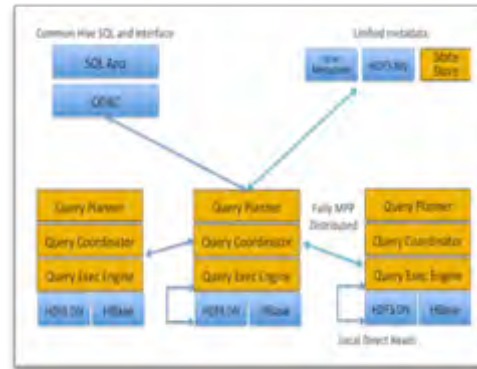 Common Hive SQL and interface
Unified metadata
SQL App
ODBC
Hive Metastore
HDFS NN
State Store
Query Planner
Query Coordinator
Query Exec Engine
HDFS DN
HBase
Query Planner
Query Coordinator
Query Exec Engine
HDFS DN
HBase
Fully MPP
Distributed
Query Planner
Query Coordinator
Query Exec Engine
HDFS DN
HBase
Local Direct Reads